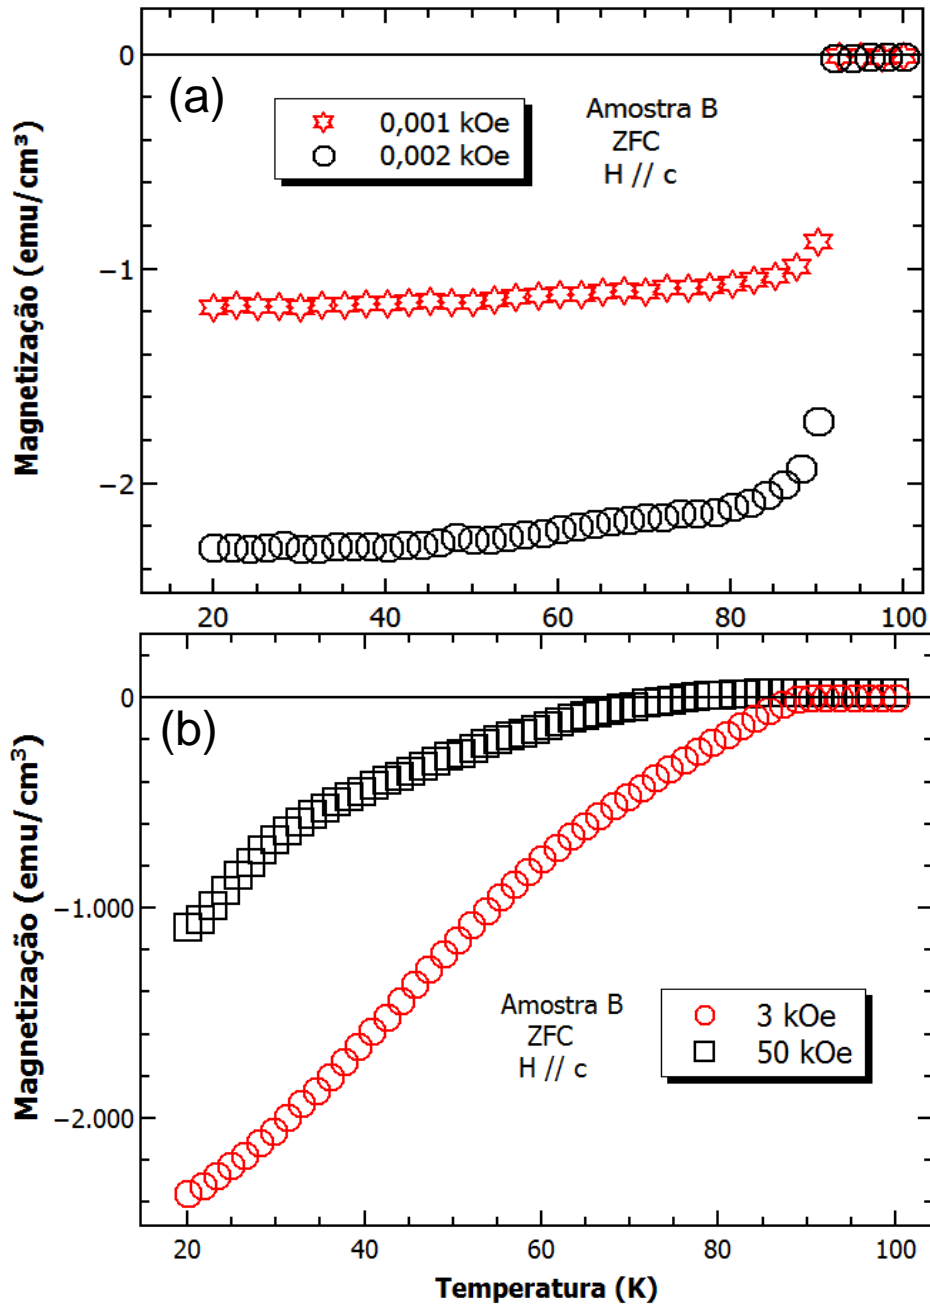 0
(a)
0,001 kOe
0,002 kOe
Amostra B
ZFC
H // c
−1
−2
Magnetização (emu/cm³)
20 40 60 80 100
0
(b)
−1.000
−2.000
Magnetização (emu/cm³)
Amostra B
ZFC
H // c
3 kOe
50 kOe
20 40 60 80 100
Temperatura (K)